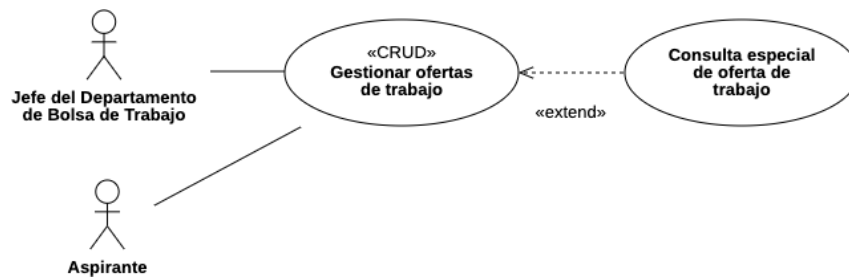 «CRUD»
Gestionar ofertas
de trabajo
Consulta especial
de oferta de
trabajo
Jefe del Departamento
de Bolsa de Trabajo
«extend»
Aspirante